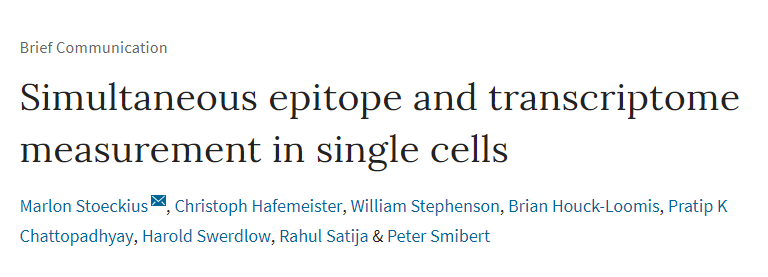 Brief Communication
Simultaneous epitope and transcriptome
measurement in single cells
Marlon Stoeckius, Christoph Hafemeister, William Stephenson, Brian Houck-Loomis, Pratip K
Chattopadhyay, Harold Swerdlow, Rahul Satija & Peter Smibert